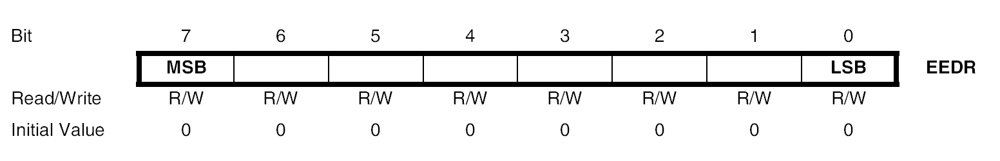 Bit 7 6 5 4 3 2 1 0
MSB LSB EEDR
Read/Write R/W R/W R/W R/W R/W R/W R/W R/W
Initial Value 0 0 0 0 0 0 0 0